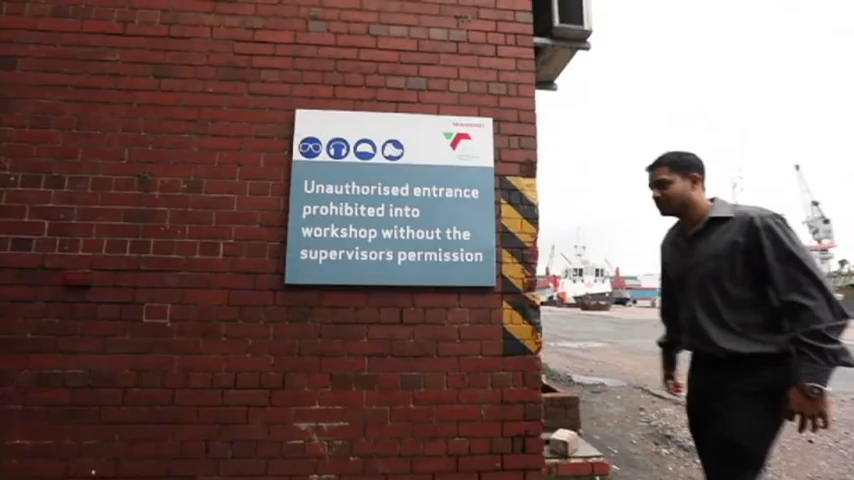 Unauthorised entrance
prohibited into
workshop without the
supervisors permission